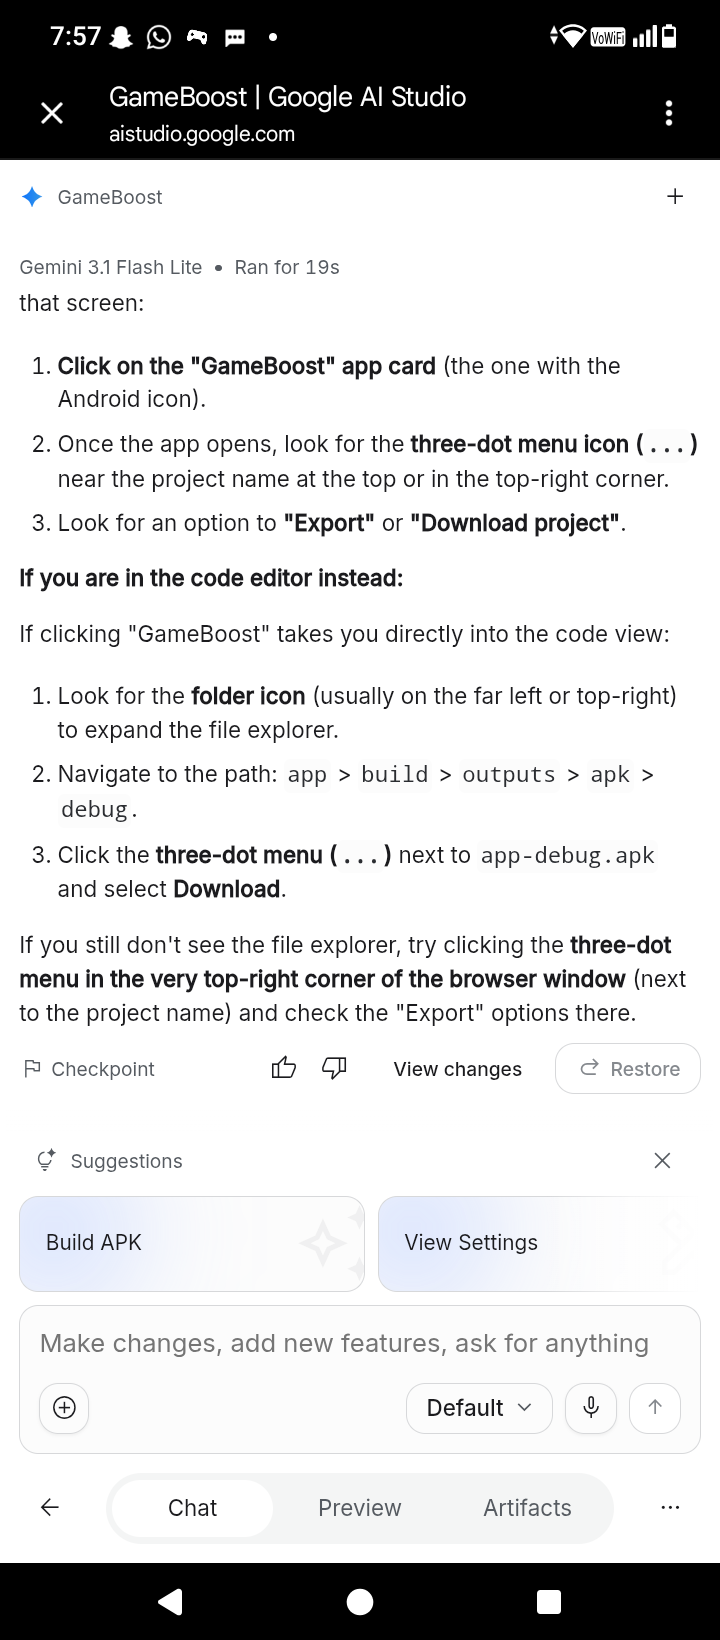 7:57
VoWiFi
GameBoost | Google AI Studio
aistudio.google.com
GameBoost
Gemini 3.1 Flash Lite • Ran for 19s
that screen:
1. Click on the "GameBoost" app card (the one with the
Android icon).
2. Once the app opens, look for the three-dot menu icon (...)
near the project name at the top or in the top-right corner.
3. Look for an option to "Export" or "Download project".
If you are in the code editor instead:
If clicking "GameBoost" takes you directly into the code view:
1. Look for the folder icon (usually on the far left or top-right)
to expand the file explorer.
2. Navigate to the path: app > build > outputs > apk >
debug.
3. Click the three-dot menu (...) next to app-debug.apk
and select Download.
If you still don't see the file explorer, try clicking the three-dot
menu in the very top-right corner of the browser window (next
to the project name) and check the "Export" options there.
Checkpoint
View changes
Restore
Suggestions
Build APK
View Settings
Make changes, add new features, ask for anything
Default
Chat
Preview
Artifacts